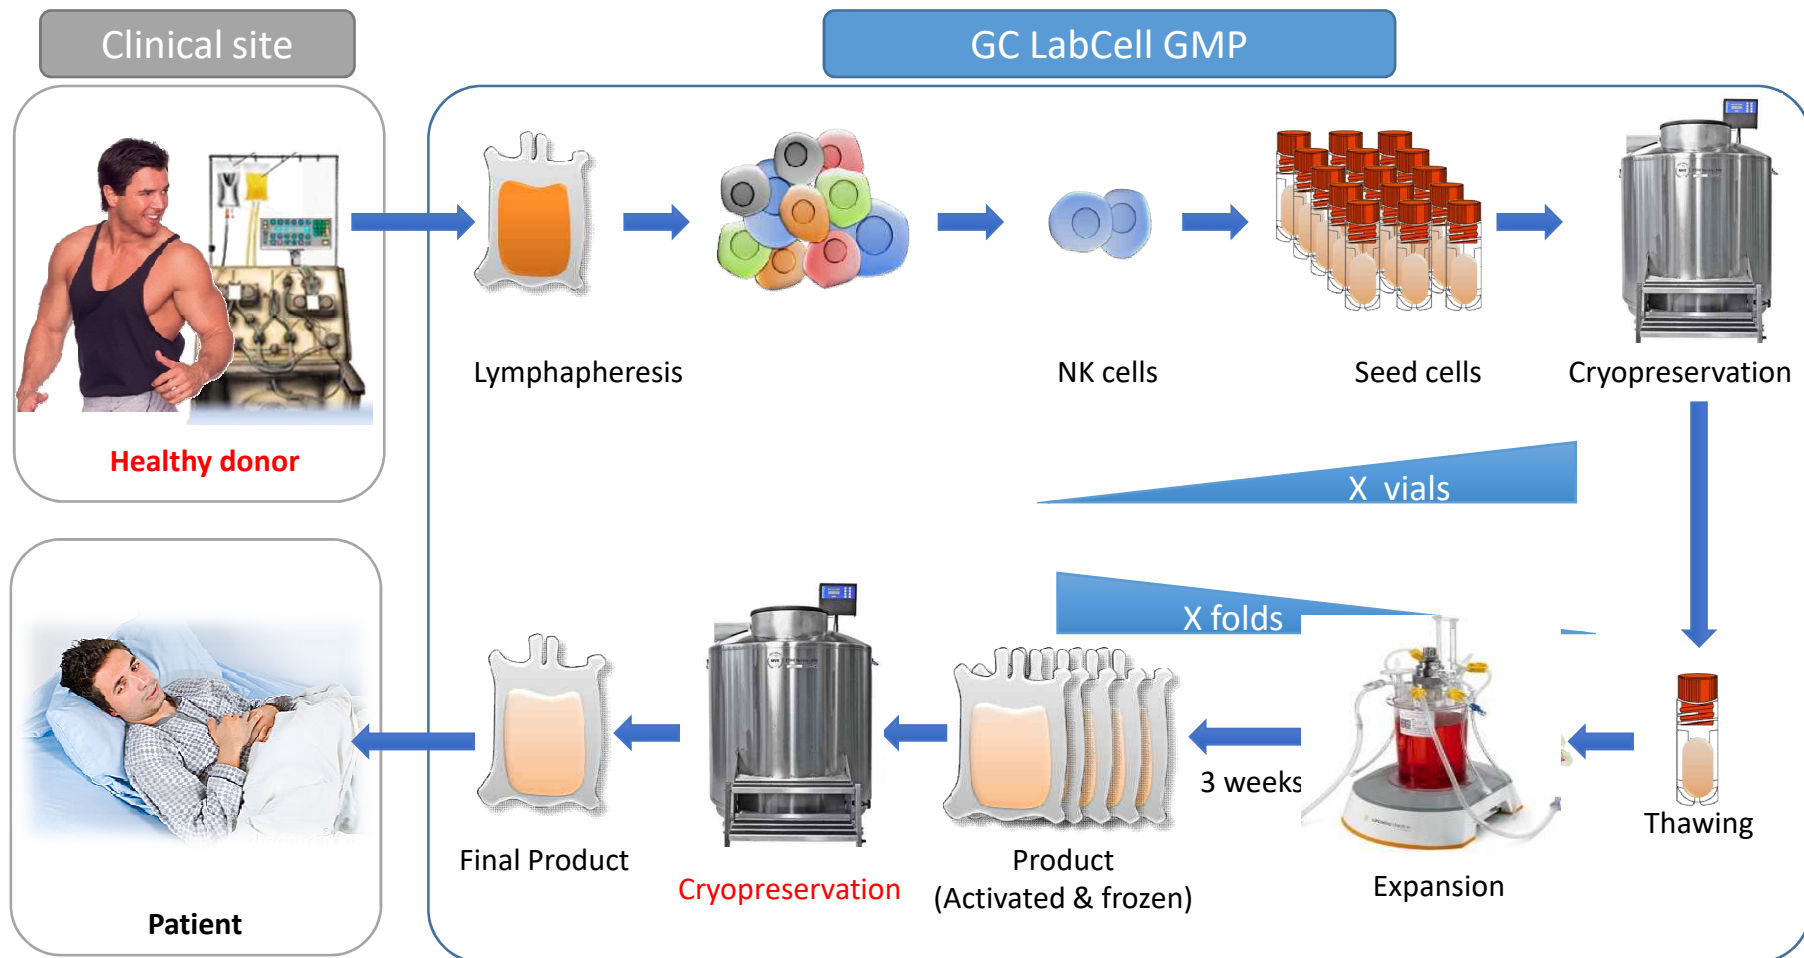 Clinical site
GC LabCell GMP
Lymphapheresis
NK cells
Seed cells
Cryopreservation
Healthy donor
X vials
X folds
3 weeks
Thawing
Expansion
Product
(Activated & frozen)
Cryopreservation
Final Product
Patient